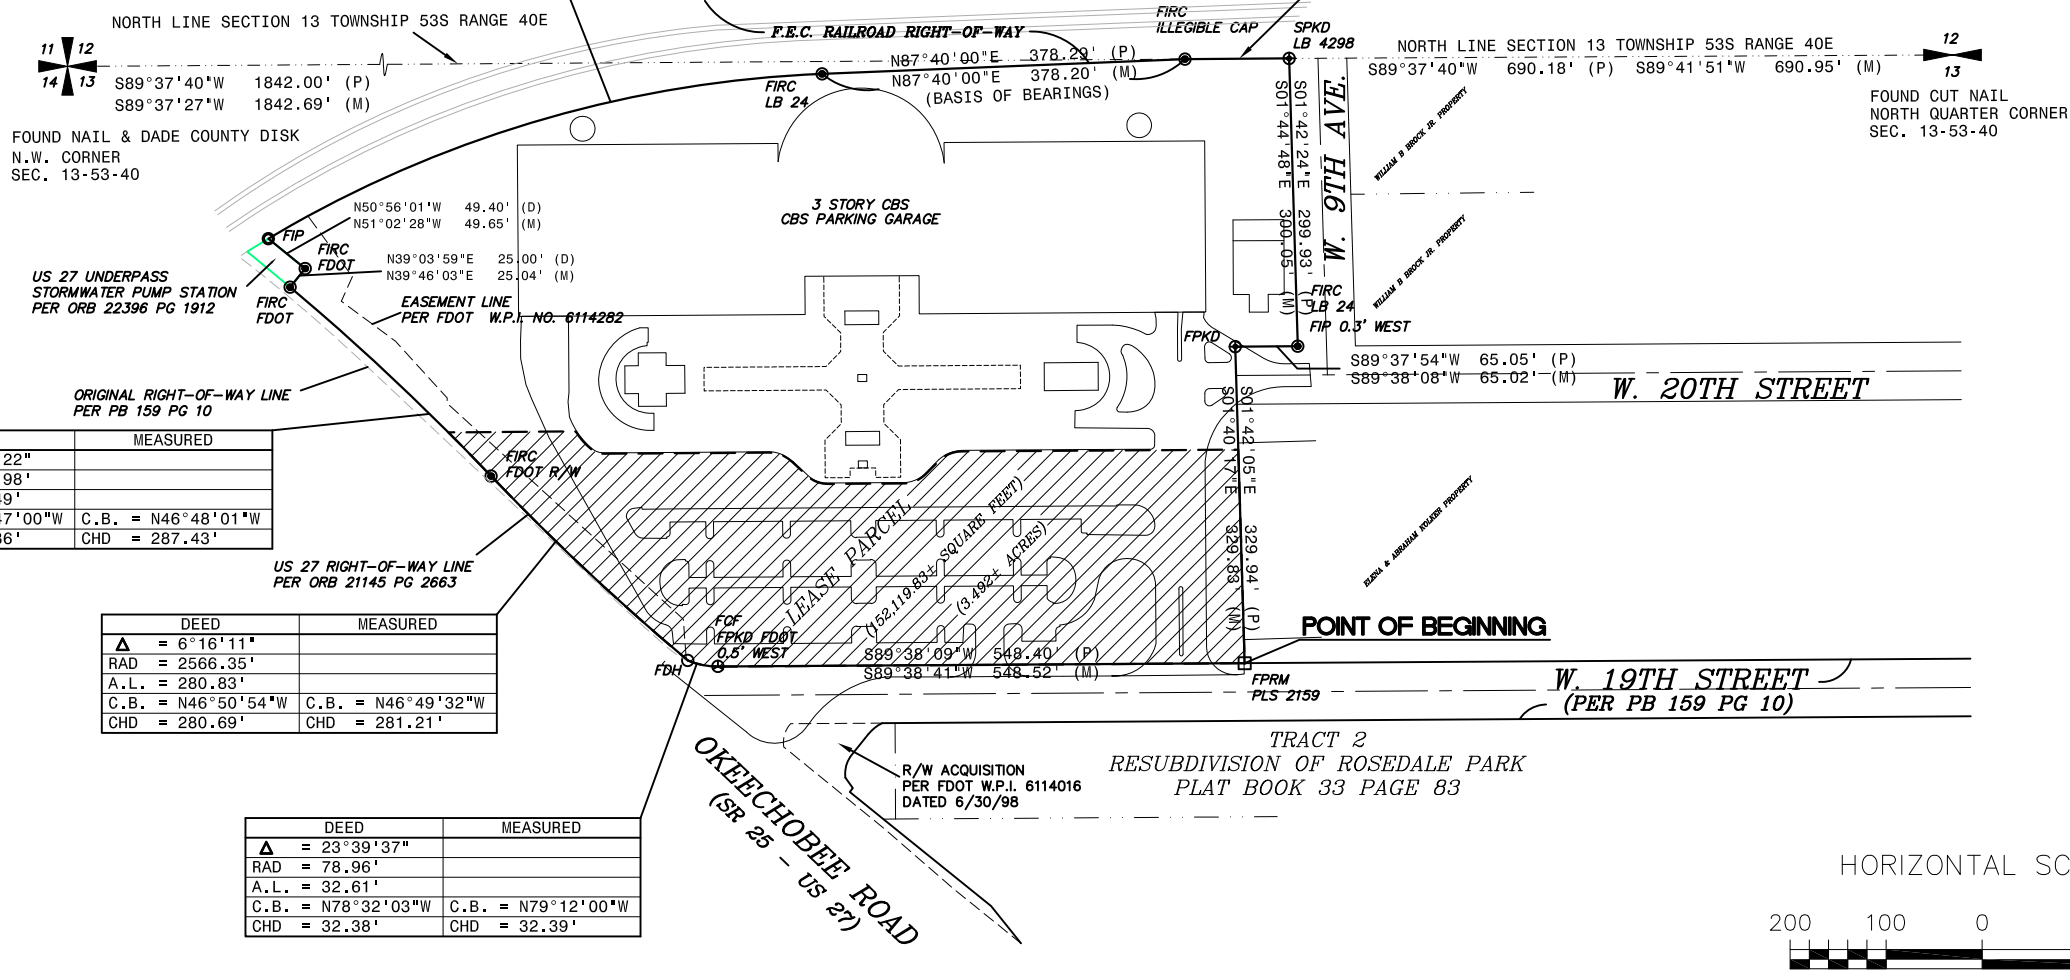 NORTH LINE SECTION 13 TOWNSHIP 53S RANGE 40E
11 12
14 13
S89°37'40"W 1842.00' (P)
S89°37'27"W 1842.69' (M)
FOUND NAIL & DADE COUNTY DISK
N.W. CORNER
SEC. 13-53-40
F.E.C. RAILROAD RIGHT-OF-WAY
N87°40'00"E 378.29' (P)
N87°40'00"E 378.20' (M)
(BASIS OF BEARINGS)
FIRC
LB 24
FIRC
ILLEGIBLE CAP
SPKD
LB 4298
NORTH LINE SECTION 13 TOWNSHIP 53S RANGE 40E
S89°37'40"W 690.18' (P) S89°41'51"W 690.95' (M)
12
13
FOUND CUT NAIL
NORTH QUARTER CORNER
SEC. 13-53-40
S01°42'24"E 299.93' (P)
S01°44'48"E 300.05' (M)
W. 9TH AVE.
WILLIAM B BROCK JR. PROPERTY
WILLIAM B BROCK JR. PROPERTY
3 STORY CBS
CBS PARKING GARAGE
N50°56'01"W 49.40' (D)
N51°02'28"W 49.65' (M)
FIP
FIRC
FDOT
N39°03'59"E 25.00' (D)
N39°46'03"E 25.04' (M)
US 27 UNDERPASS
STORMWATER PUMP STATION
PER ORB 22396 PG 1912
FIRC
FDOT
EASEMENT LINE
PER FDOT W.P.I. NO. 6114282
FIRC
LB 24
FIP 0.3' WEST
FPKD
S89°37'54"W 65.05' (P)
S89°38'08"W 65.02' (M)
W. 20TH STREET
ORIGINAL RIGHT-OF-WAY LINE
PER PB 159 PG 10
MEASURED
22"
98'
49'
47'00"W C.B. = N46°48'01"W
36' CHD = 287.43'
FIRC
FDOT R/W
S01°42'05"E 329.94' (P)
S01°40'17"E 329.83' (M)
LEASE PARCEL
(152,119.83± SQUARE FEET)
(3.492± ACRES)
ELENA & ABRAHAM KOLKER PROPERTY
US 27 RIGHT-OF-WAY LINE
PER ORB 21145 PG 2663
DEED MEASURED
Δ = 6°16'11"
RAD = 2566.35'
A.L. = 280.83'
C.B. = N46°50'54"W C.B. = N46°49'32"W
CHD = 280.69' CHD = 281.21'
FCF
FPKD FDOT
0.5' WEST
FDH
S89°38'09"W 548.40' (P)
S89°38'41"W 548.52' (M)
POINT OF BEGINNING
FPRM
PLS 2159
W. 19TH STREET
(PER PB 159 PG 10)
TRACT 2
RESUBDIVISION OF ROSEDALE PARK
PLAT BOOK 33 PAGE 83
R/W ACQUISITION
PER FDOT W.P.I. 6114016
DATED 6/30/98
OKEECHOBEE ROAD
(SR 25 - US 27)
DEED MEASURED
Δ = 23°39'37"
RAD = 78.96'
A.L. = 32.61'
C.B. = N78°32'03"W C.B. = N79°12'00"W
CHD = 32.38' CHD = 32.39'
HORIZONTAL SC
200 100 0